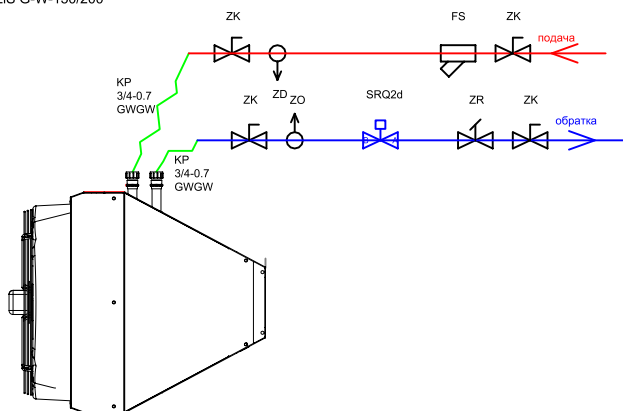 ZK
FS
ZK
подача
KP
3/4-0.7
GWGW
ZD
ZK
ZO
SRQ2d
ZR
ZK
обратка
B
A
KP
3/4-0.7
GWGW